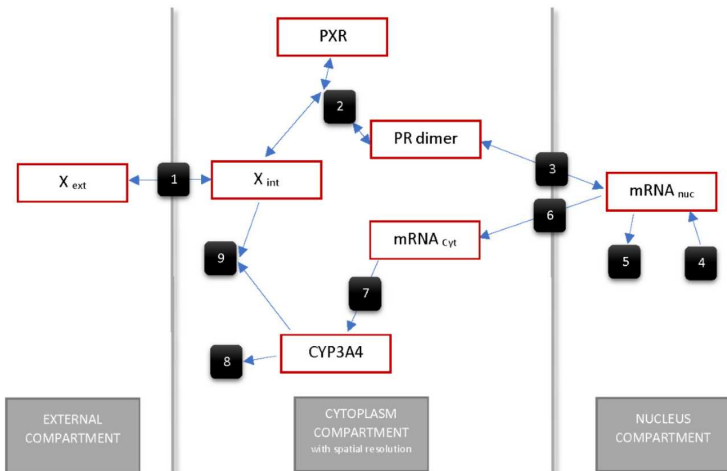 PXR
2
PR dimer
3
X ext
1
X int
mRNA nuc
6
mRNA Cyt
9
5
4
7
CYP3A4
8
EXTERNAL
COMPARTMENT
CYTOPLASM
COMPARTMENT
with spatial resolution
NUCLEUS
COMPARTMENT